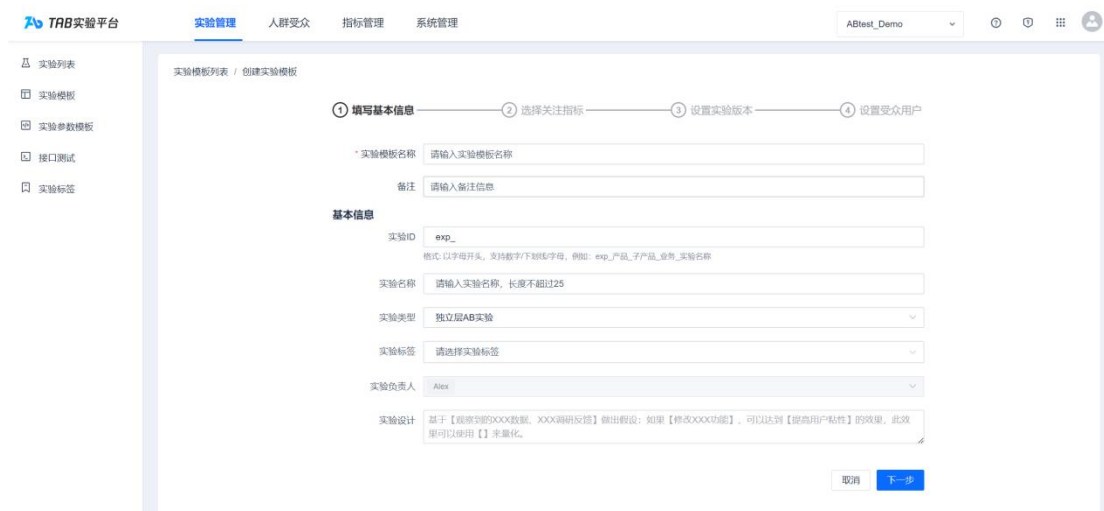 TAB实验平台
实验管理 人群受众 指标管理 系统管理
ABtest_Demo
实验列表
实验模板
实验参数模板
接口测试
实验标签
实验模板列表 / 创建实验模板
1 填写基本信息 2 选择关注指标 3 设置实验版本 4 设置受众用户
* 实验模板名称 请输入实验模板名称
备注 请输入备注信息
基本信息
实验ID exp_
格式: 以字母开头，支持数字/下划线/字母，例如：exp_产品_子产品_业务_实验名称
实验名称 请输入实验名称，长度不超过25
实验类型 独立层AB实验
实验标签 请选择实验标签
实验负责人 Alex
实验设计 基于【观察到的XXX数据，XXX调研反馈】做出假设：如果【修改XXX功能】，可以达到【提高用户粘性】的效果，此效
果可以使用【】来量化。
取消 下一步